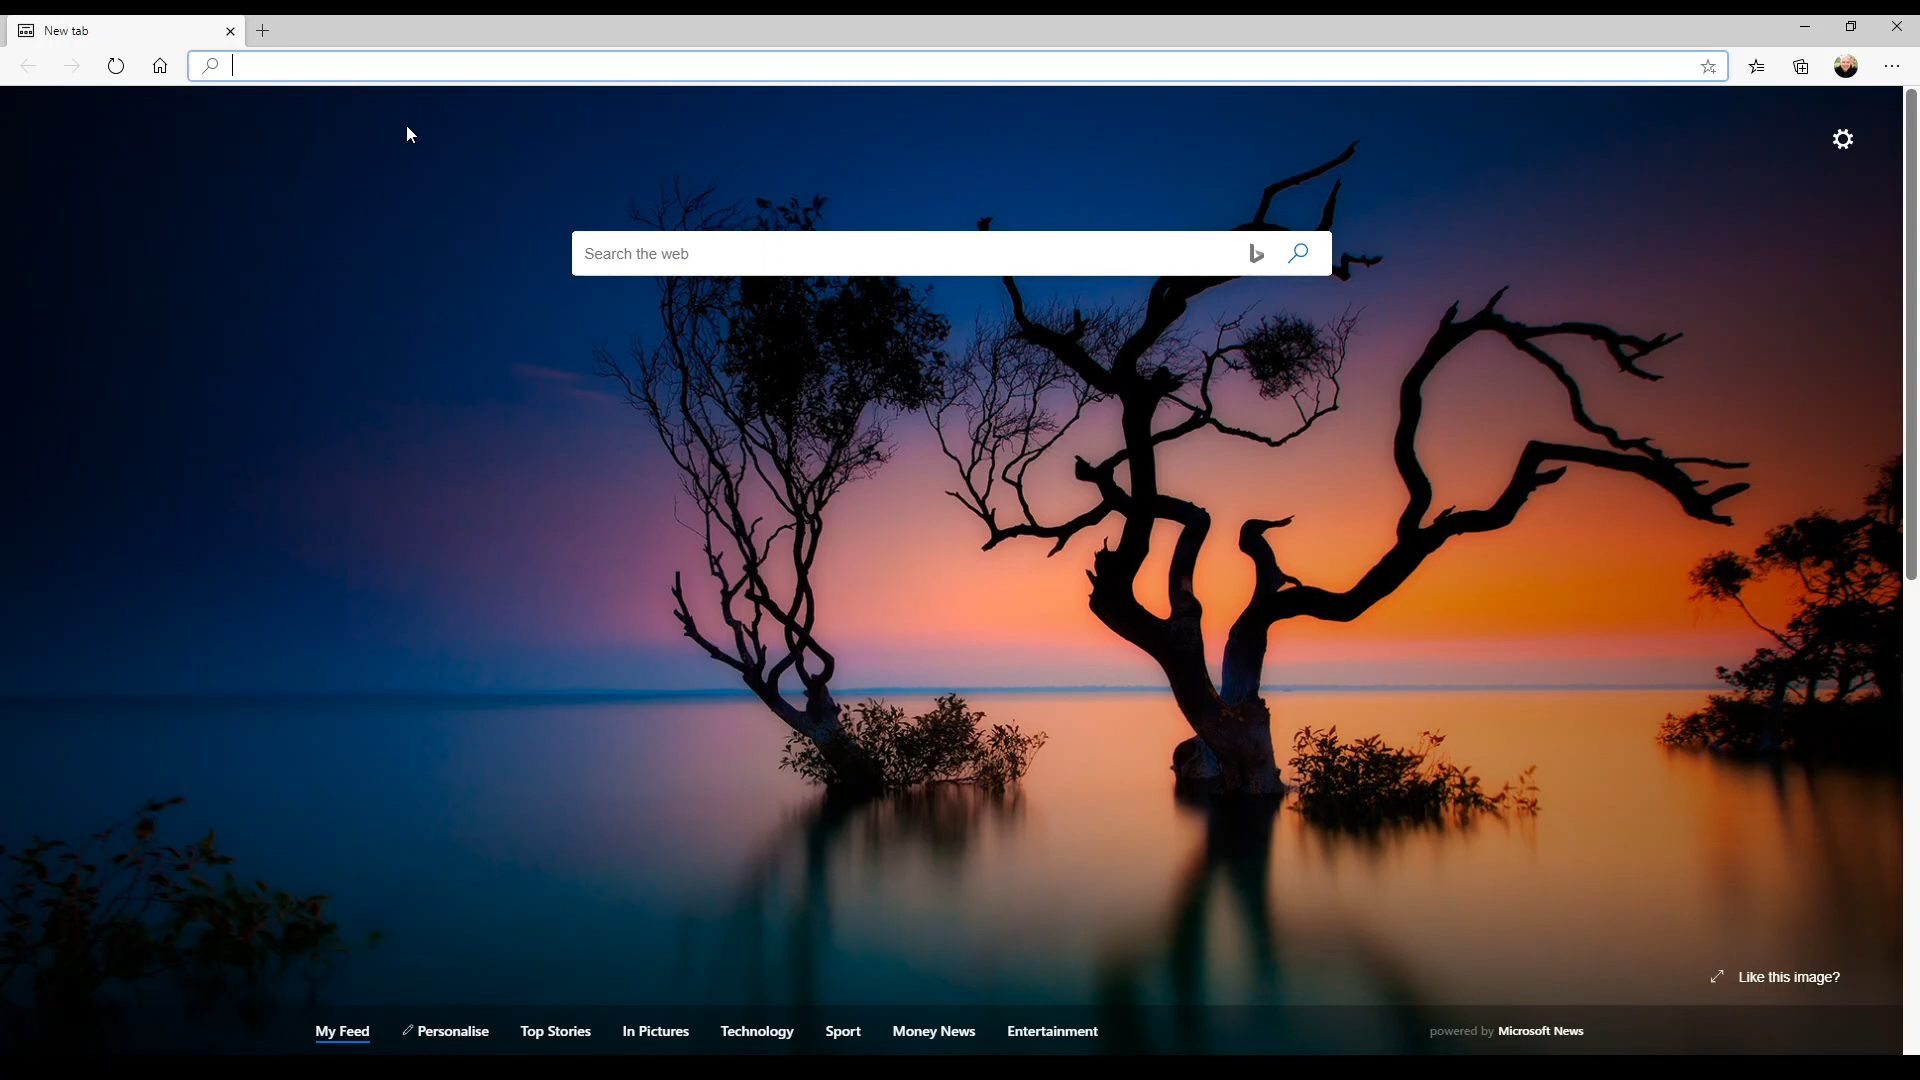 New tab
Search the web
Like this image?
My Feed Personalise Top Stories In Pictures Technology Sport Money News Entertainment powered by Microsoft News